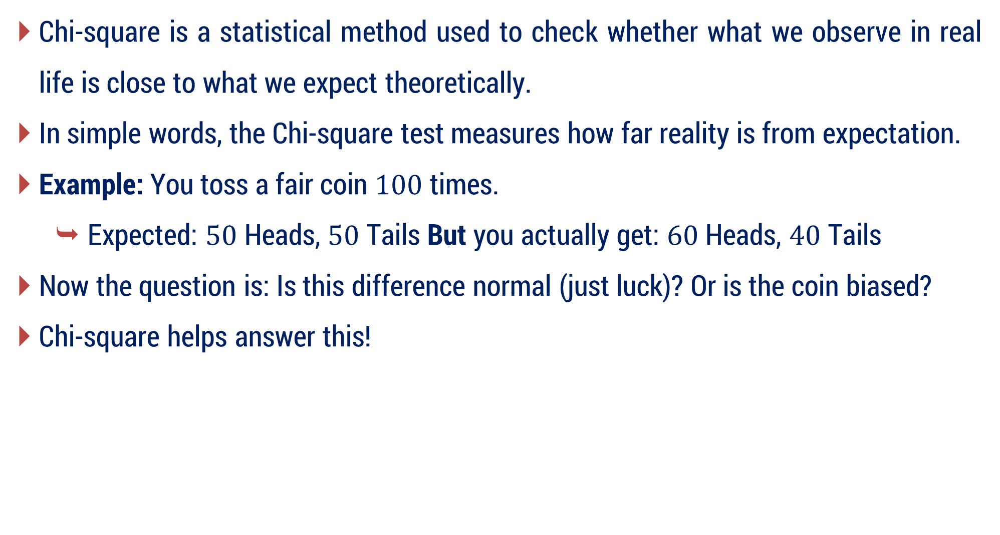 Chi-square is a statistical method used to check whether what we observe in real
life is close to what we expect theoretically.
In simple words, the Chi-square test measures how far reality is from expectation.
Example: You toss a fair coin 100 times.
Expected: 50 Heads, 50 Tails But you actually get: 60 Heads, 40 Tails
Now the question is: Is this difference normal (just luck)? Or is the coin biased?
Chi-square helps answer this!